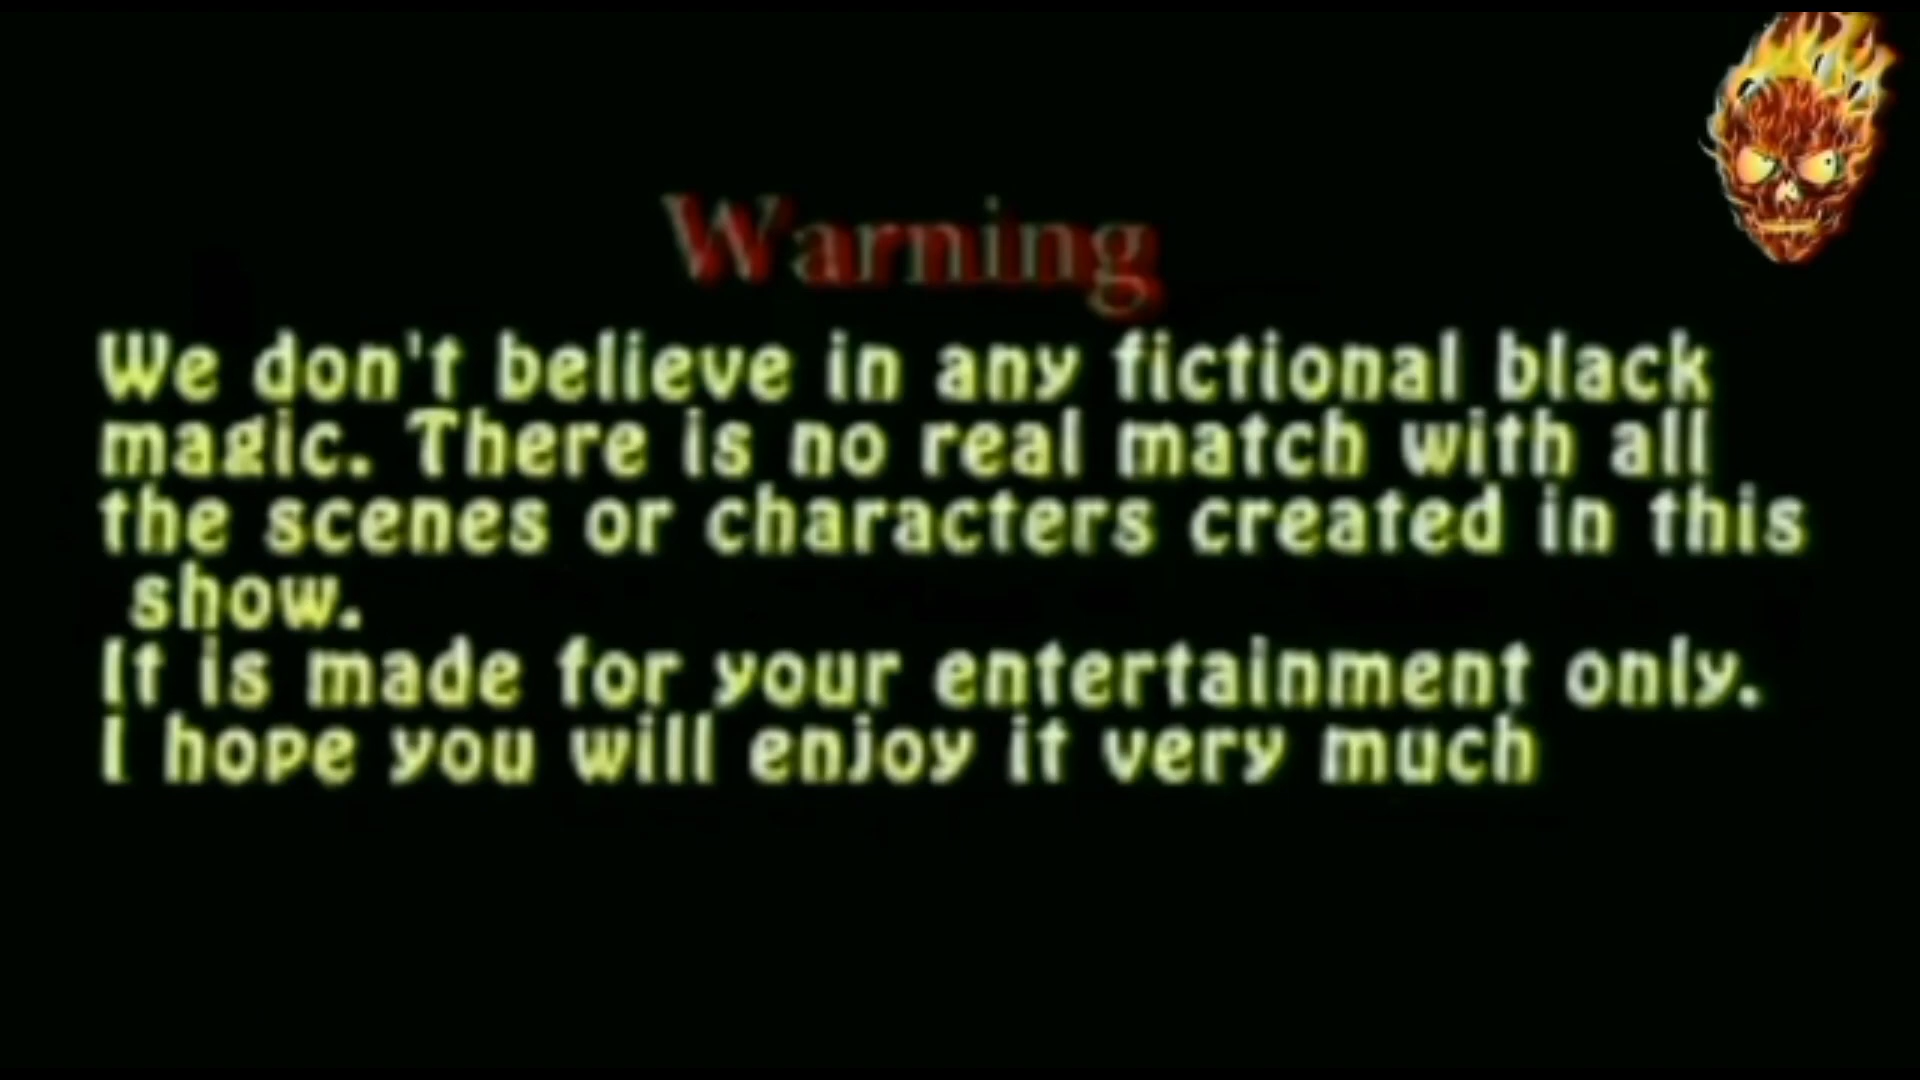 Warning
We don't believe in any fictional black
magic. There is no real match with all
the scenes or characters created in this
show.
It is made for your entertainment only.
I hope you will enjoy it very much